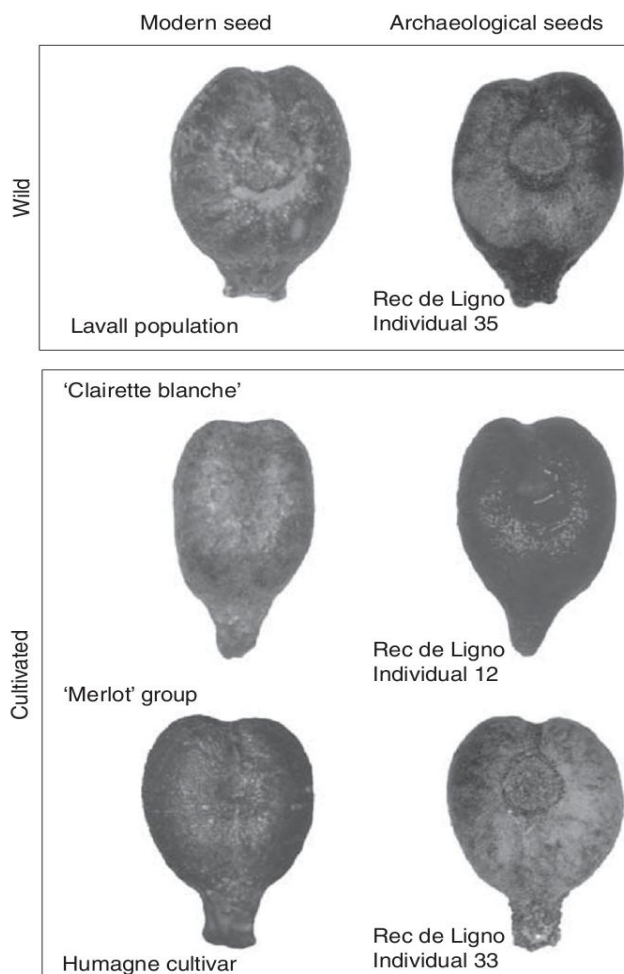 Modern seed
Archaeological seeds
Wild
Lavall population
Rec de Ligno
Individual 35
Cultivated
‘Clairette blanche’
Rec de Ligno
Individual 12
‘Merlot’ group
Humagne cultivar
Rec de Ligno
Individual 33